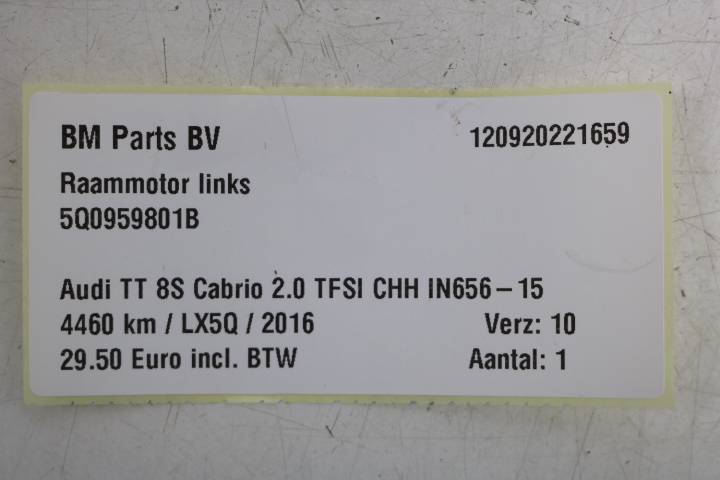 BM Parts BV 120920221659
Raammotor links
5Q0959801B
Audi TT 8S Cabrio 2.0 TFSI CHH IN656-15
4460 km / LX5Q / 2016 Verz: 10
29.50 Euro incl. BTW Aantal: 1